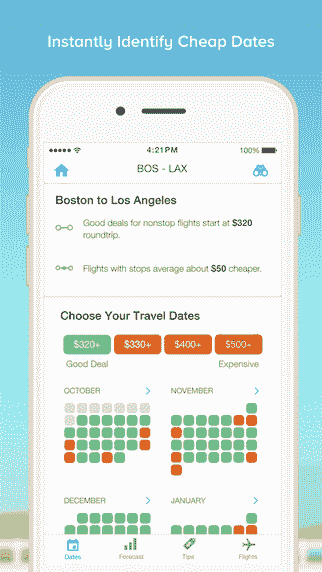 Instantly Identify Cheap Dates
4:21 PM
100%
BOS - LAX
Boston to Los Angeles
Good deals for nonstop flights start at $320
roundtrip.
Flights with stops average about $50 cheaper.
Choose Your Travel Dates
$320+ $330+ $400+ $500+
Good Deal Expensive
OCTOBER NOVEMBER
DECEMBER JANUARY
Dates Forecast Tips Flights